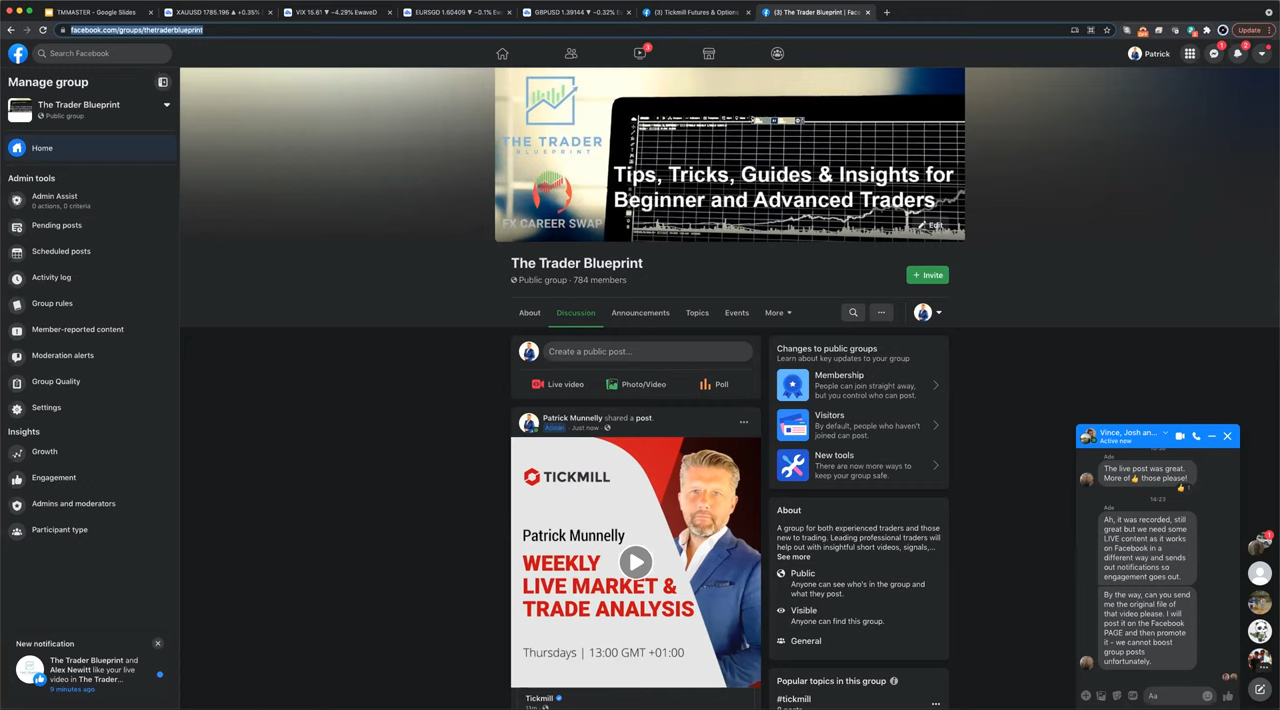 TMMASTER - Google Slides
XAUUSD 1785.196 ▲ +0.35%
VIX 15.61 ▼ −4.29% EwaveD
EURSGD 1.60409 ▼ −0.1% Ewave
GBPUSD 1.39144 ▼ −0.32% Ew
(3) Tickmill Futures & Options
(3) The Trader Blueprint | Face
facebook.com/groups/thetraderblueprint
Update
Search Facebook
3
Patrick
1
2
Manage group
The Trader Blueprint
Public group
Home
Admin tools
Admin Assist
0 actions, 0 criteria
Pending posts
Scheduled posts
Activity log
Group rules
Member-reported content
Moderation alerts
Group Quality
Settings
Insights
Growth
Engagement
Admins and moderators
Participant type
New notification
The Trader Blueprint and
Alex Newitt like your live
video in The Trader...
9 minutes ago
THE TRADER
BLUEPRINT
FX CAREER SWAP
Tips, Tricks, Guides & Insights for
Beginner and Advanced Traders
Edit
The Trader Blueprint
Public group · 784 members
+ Invite
About
Discussion
Announcements
Topics
Events
More
Create a public post...
Live video
Photo/Video
Poll
Patrick Munnelly shared a post.
Admin · Just now ·
TICKMILL
Patrick Munnelly
WEEKLY
LIVE MARKET &
TRADE ANALYSIS
Thursdays | 13:00 GMT +01:00
Tickmill
11m ·
Changes to public groups
Learn about key updates to your group
Membership
People can join straight away,
but you control who can post.
Visitors
By default, people who haven't
joined can post.
New tools
There are now more ways to
keep your group safe.
About
A group for both experienced traders and those
new to trading. Leading professional traders will
help out with insightful short videos, signals,...
See more
Public
Anyone can see who's in the group and
what they post.
Visible
Anyone can find this group.
General
Popular topics in this group
#tickmill
Vince, Josh an...
Active now
Ade
The live post was great.
More of👍 those please!
👍 1
14:23
Ade
Ah, it was recorded, still
great but we need some
LIVE content as it works
on Facebook in a
different way and sends
out notifications so
engagement goes out.
By the way, can you send
me the original file of
that video please. I will
post it on the Facebook
PAGE and then promote
it - we cannot boost
group posts
unfortunately.
Aa
1